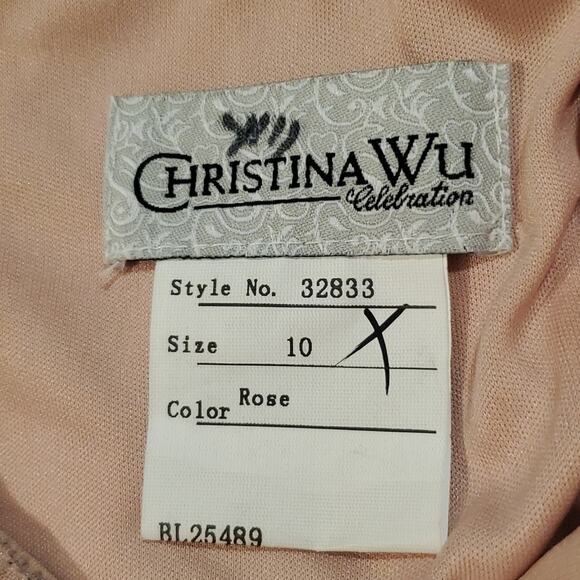 CHRISTINA WU
Celebration
Style No. 32833
Size 10 X
Color Rose
BL25489